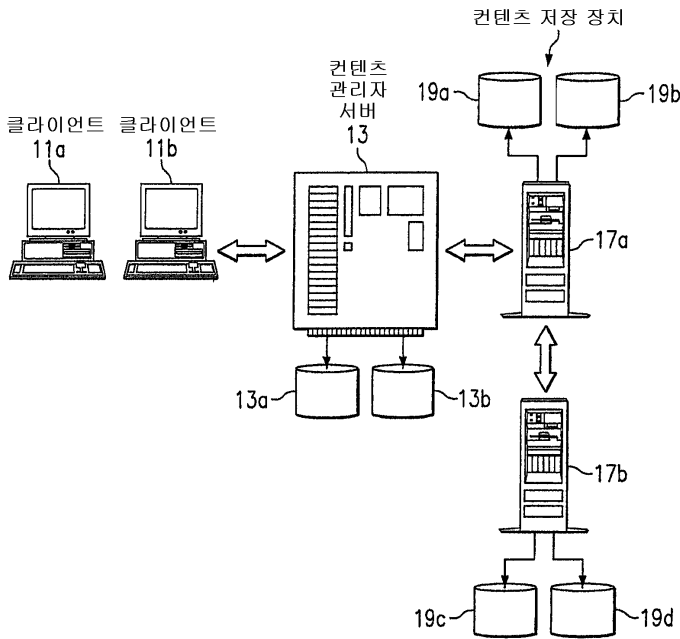 컨텐츠 저장 장치
19a
19b
컨텐츠
관리자
서버
13
클라이언트
11a
클라이언트
11b
17a
13a
13b
17b
19c
19d